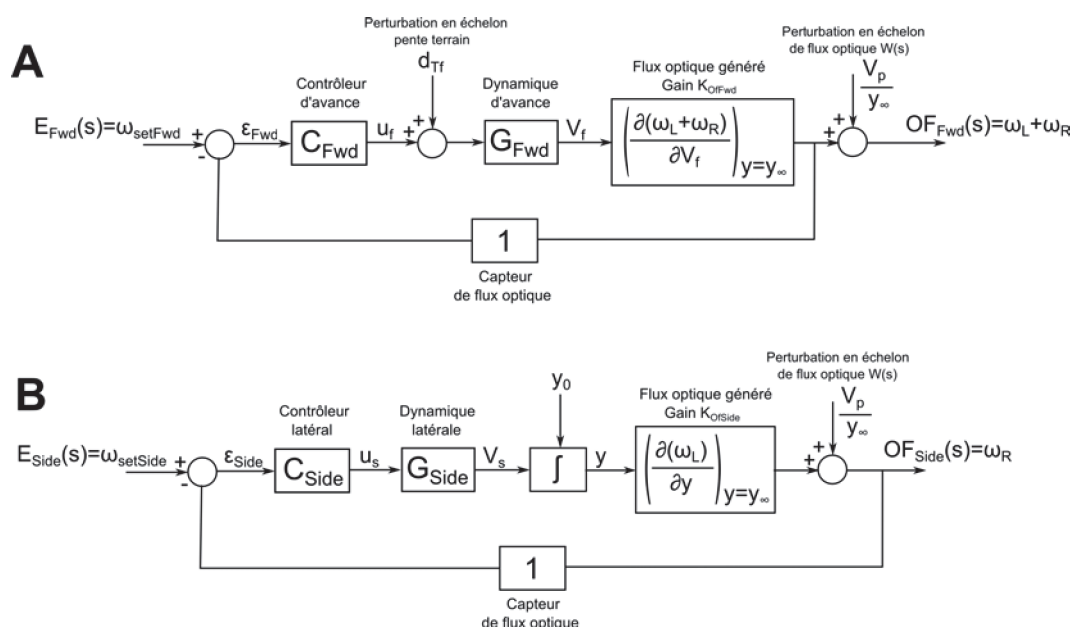 A
Perturbation en échelon
pente terrain
d_Tf
Perturbation en échelon
de flux optique W(s)
V_p
y_∞
Contrôleur
d'avance
Dynamique
d'avance
Flux optique généré
Gain K_OfFwd
E_Fwd(s)=ω_setFwd
+
-
ε_Fwd
C_Fwd
u_f
+
+
G_Fwd
V_f
(∂(ω_L+ω_R)
∂V_f)_y=y_∞
+
+
OF_Fwd(s)=ω_L+ω_R
1
Capteur
de flux optique
B
Perturbation en échelon
de flux optique W(s)
V_p
y_∞
y_0
Contrôleur
latéral
Dynamique
latérale
Flux optique généré
Gain K_OfSide
E_Side(s)=ω_setSide
+
-
ε_Side
C_Side
u_s
G_Side
V_s
∫
y
(∂(ω_L)
∂y)_y=y_∞
+
+
OF_Side(s)=ω_R
1
Capteur
de flux optique